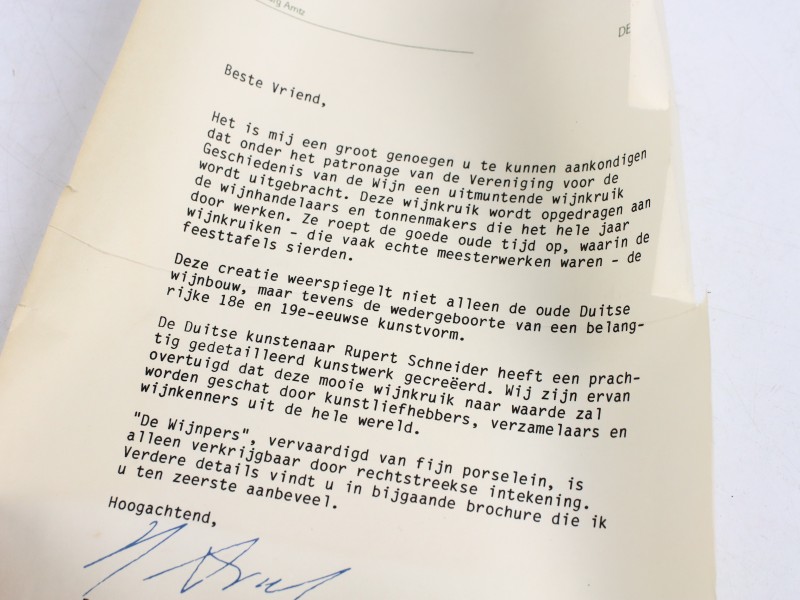 Arntz
DE
Beste Vriend,
Het is mij een groot genoegen u te kunnen aankondigen
dat onder het patronage van de Vereniging voor de
Geschiedenis van de Wijn een uitmuntende wijnkruik
wordt uitgebracht. Deze wijnkruik wordt opgedragen aan
de wijnhandelaars en tonnenmakers die het hele jaar
door werken. Ze roept de goede oude tijd op, waarin de
wijnkruiken - die vaak echte meesterwerken waren - de
feesttafels sierden.
Deze creatie weerspiegelt niet alleen de oude Duitse
wijnbouw, maar tevens de wedergeboorte van een belang-
rijke 18e en 19e-eeuwse kunstvorm.
De Duitse kunstenaar Rupert Schneider heeft een prach-
tig gedetailleerd kunstwerk gecreëerd. Wij zijn ervan
overtuigd dat deze mooie wijnkruik naar waarde zal
worden geschat door kunstliefhebbers, verzamelaars en
wijnkenners uit de hele wereld.
"De Wijnpers", vervaardigd van fijn porselein, is
alleen verkrijgbaar door rechtstreekse intekening.
Verdere details vindt u in bijgaande brochure die ik
u ten zeerste aanbeveel.
Hoogachtend,